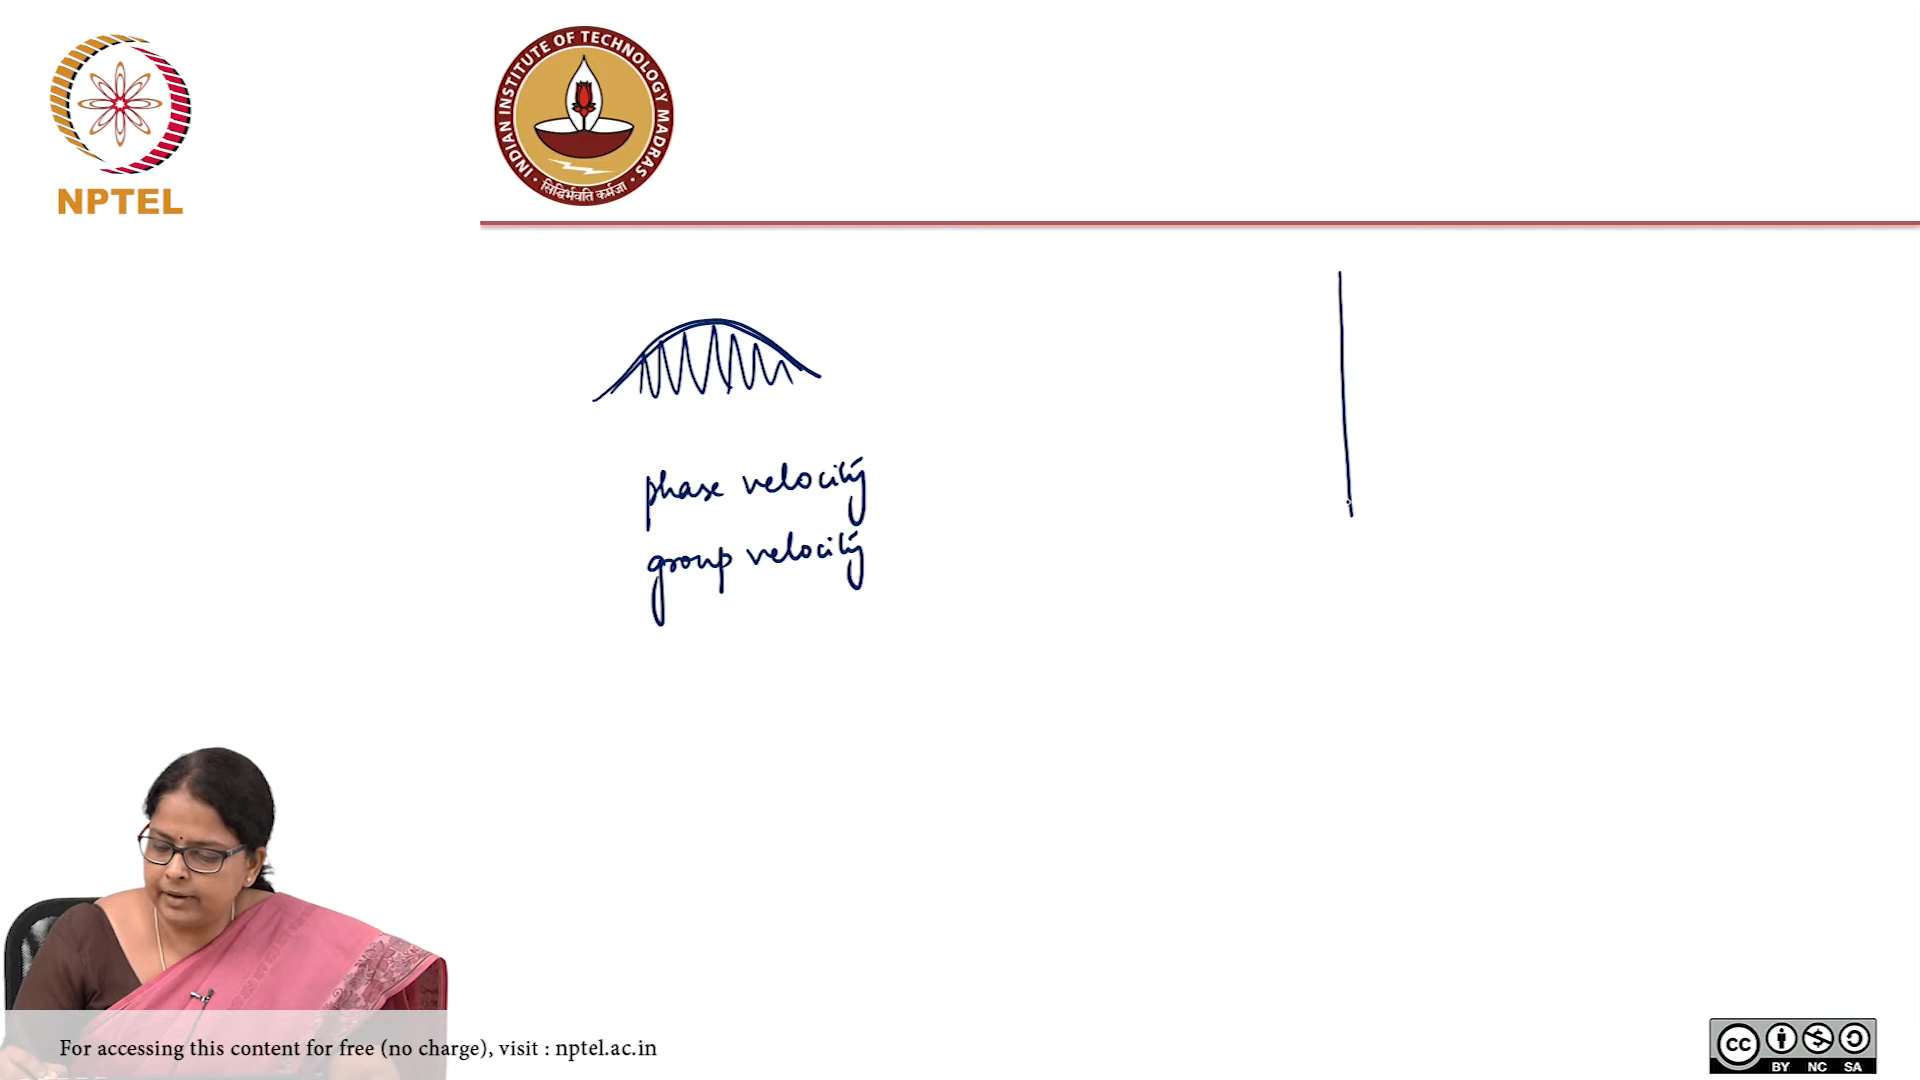 NPTEL
INDIAN INSTITUTE OF TECHNOLOGY MADRAS
सिद्धिर्भवति कर्मजा
phase velocity
group velocity
For accessing this content for free (no charge), visit : nptel.ac.in
CC BY NC SA